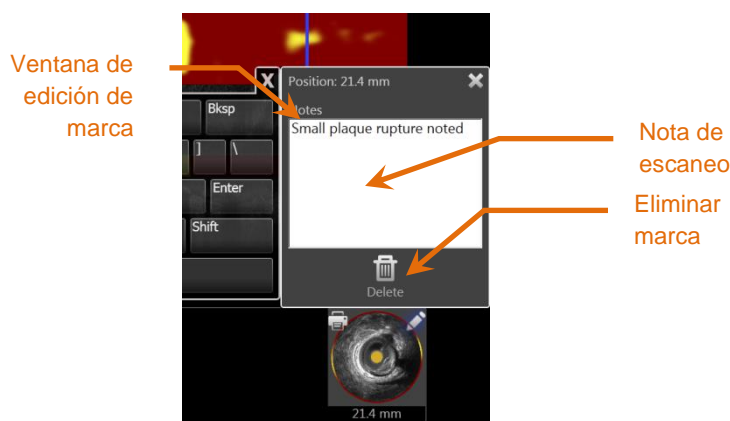 Ventana de
edición de
marca
X
Position: 21.4 mm
Bksp
Notes
Small plaque rupture noted
]
\
Enter
Shift
Delete
21.4 mm
Nota de
escaneo
Eliminar
marca